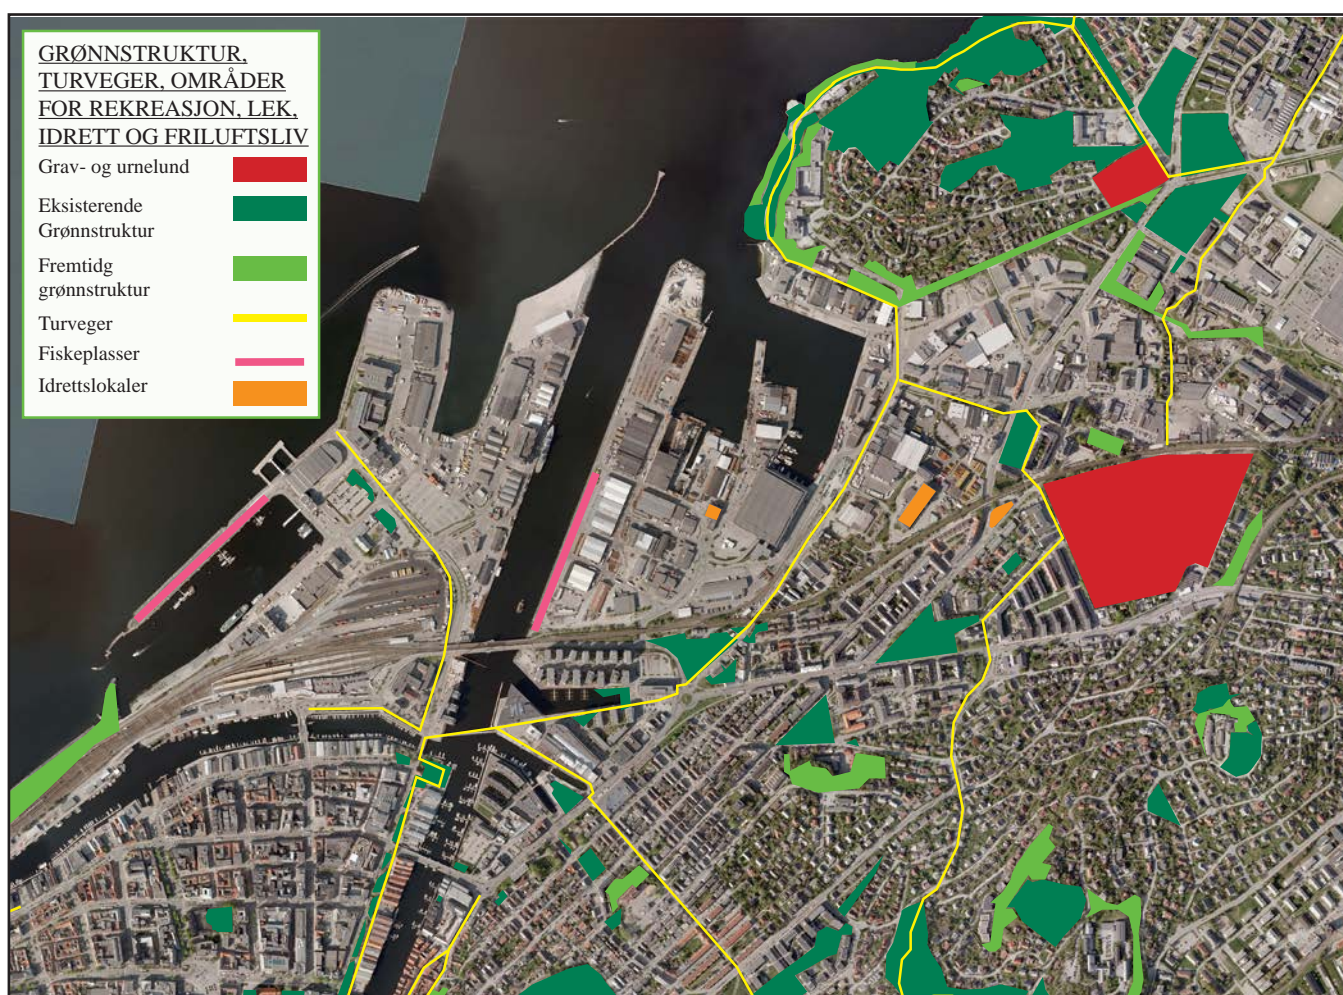 GRØNNSTRUKTUR,
TURVEGER, OMRÅDER
FOR REKREASJON, LEK,
IDRETT OG FRILUFTSLIV
Grav- og urnelund
Eksisterende
Grønnstruktur
Fremtidg
grønnstruktur
Turveger
Fiskeplasser
Idrettslokaler